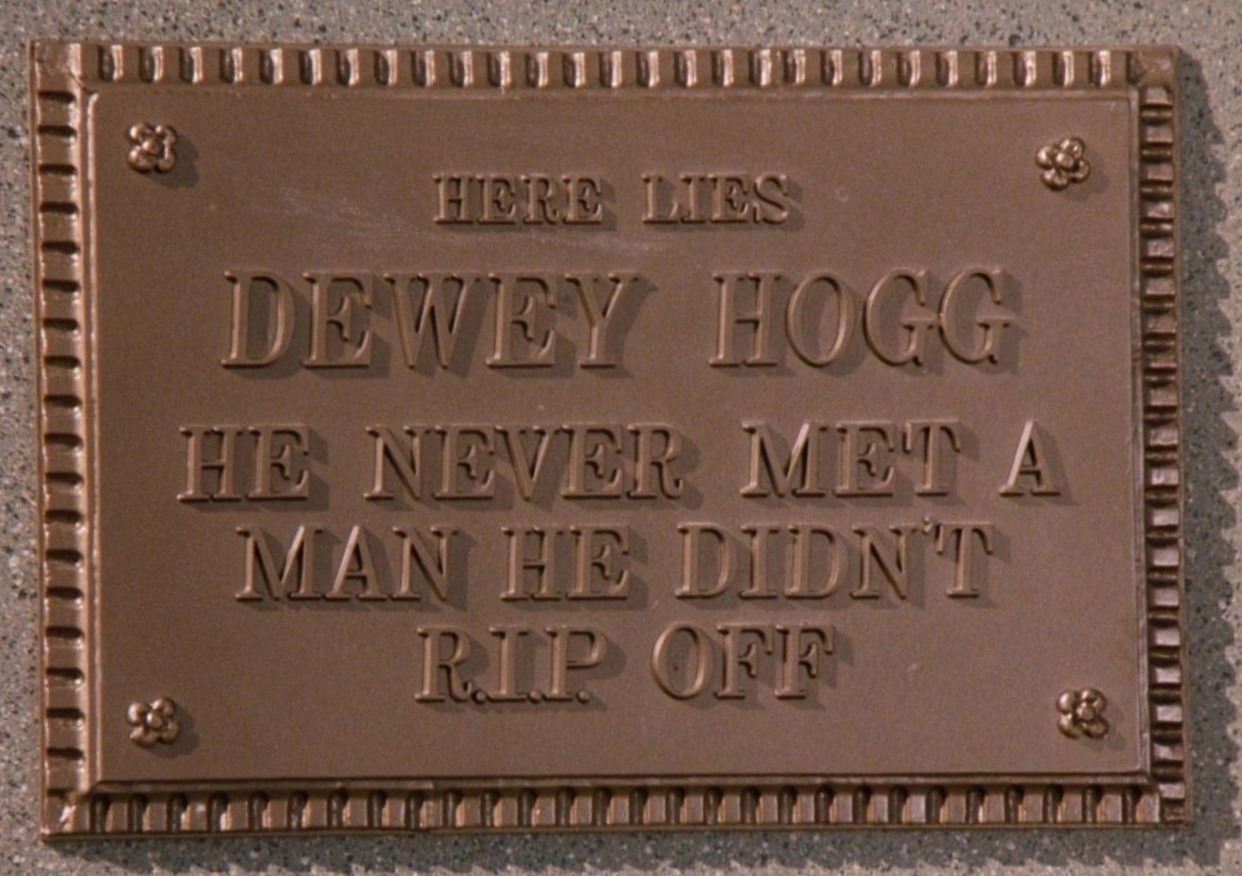 HERE LIES
DEWEY HOGG
HE NEVER MET A
MAN HE DIDN'T
R.I.P. OFF